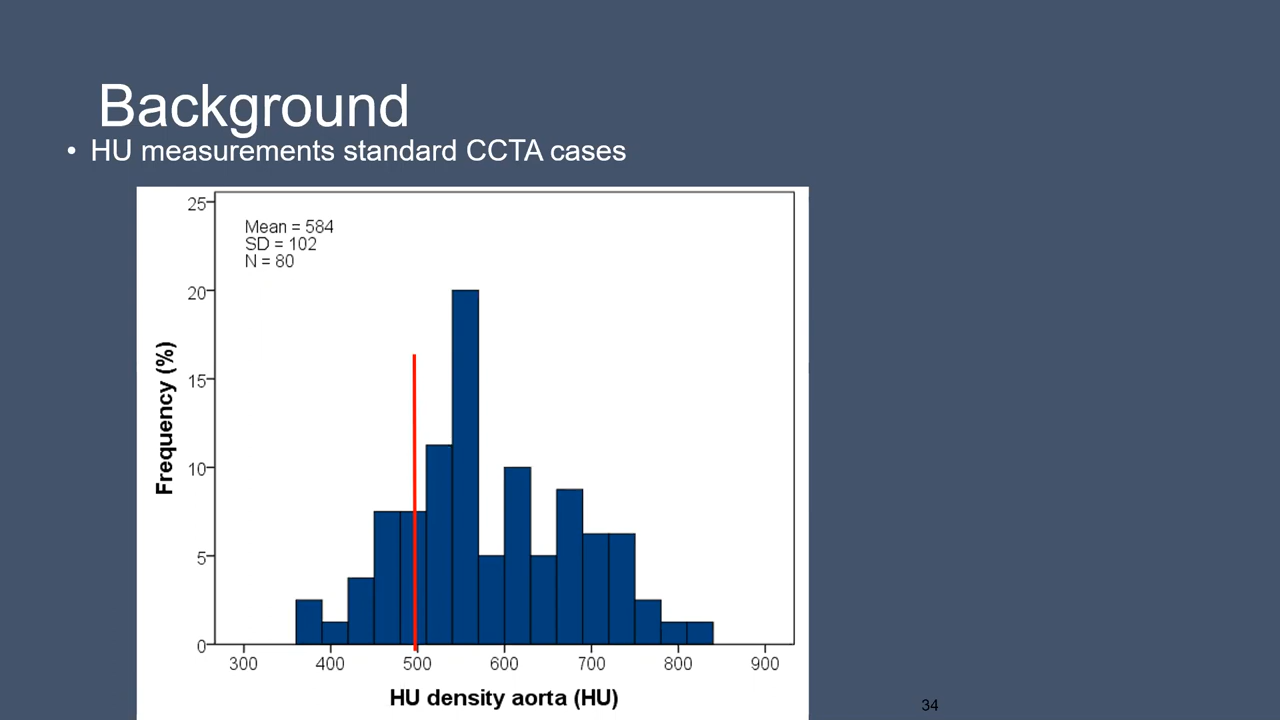 Background
• HU measurements standard CCTA cases
Mean = 584
SD = 102
N = 80
25
20
15
10
5
0
Frequency (%)
300 400 500 600 700 800 900
HU density aorta (HU)
34